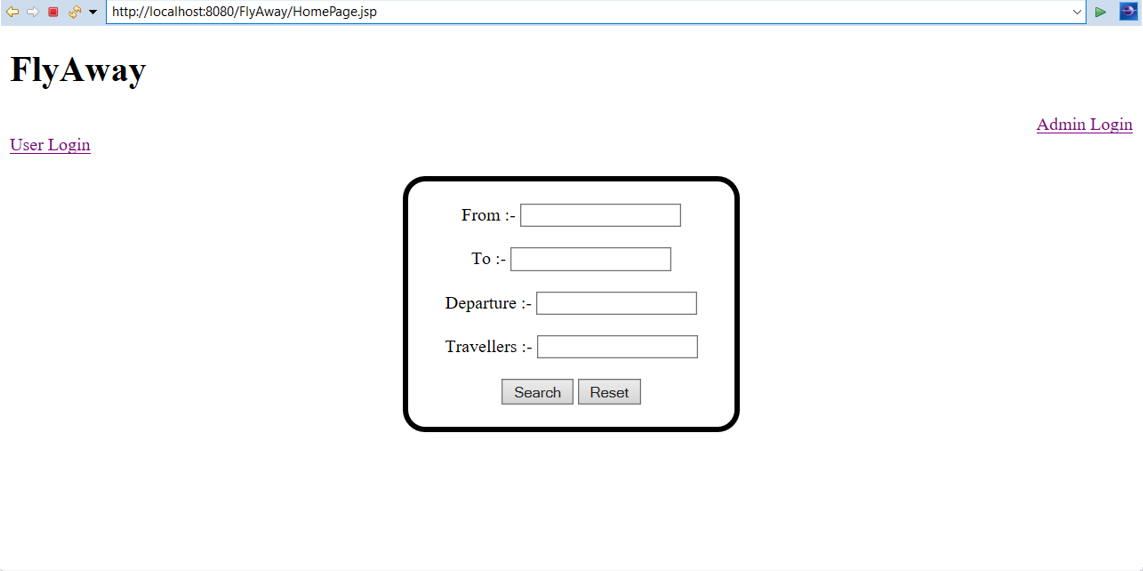 http://localhost:8080/FlyAway/HomePage.jsp
FlyAway
Admin Login
User Login
From :-
To :-
Departure :-
Travellers :-
Search Reset